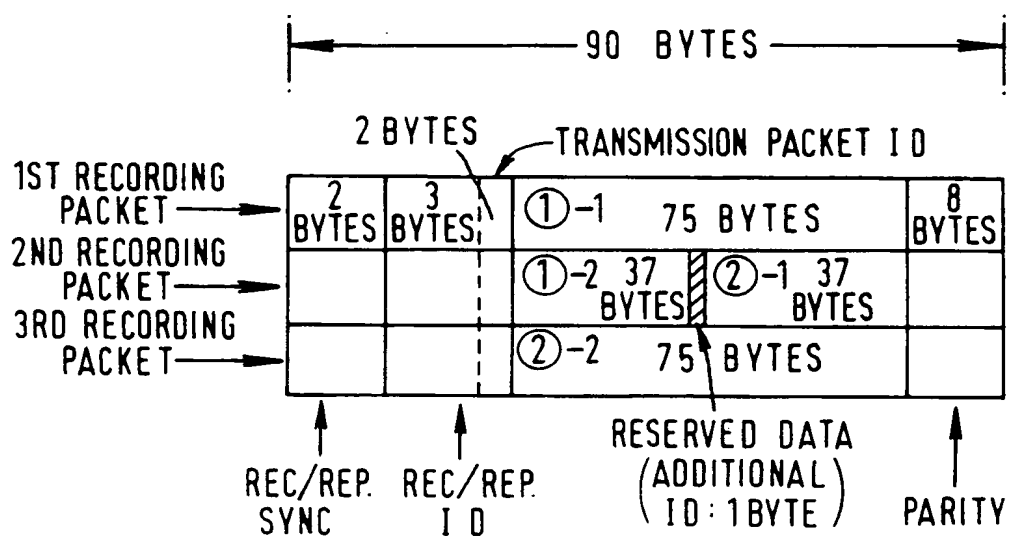 90 BYTES
2 BYTES
TRANSMISSION PACKET ID
1ST RECORDING
PACKET
2ND RECORDING
PACKET
3RD RECORDING
PACKET
2
BYTES
3
BYTES
①-1
75 BYTES
8
BYTES
①-2 37
BYTES
②-1 37
BYTES
②-2
75 BYTES
REC/REP.
SYNC
REC/REP.
ID
RESERVED DATA
(ADDITIONAL
ID: 1BYTE)
PARITY